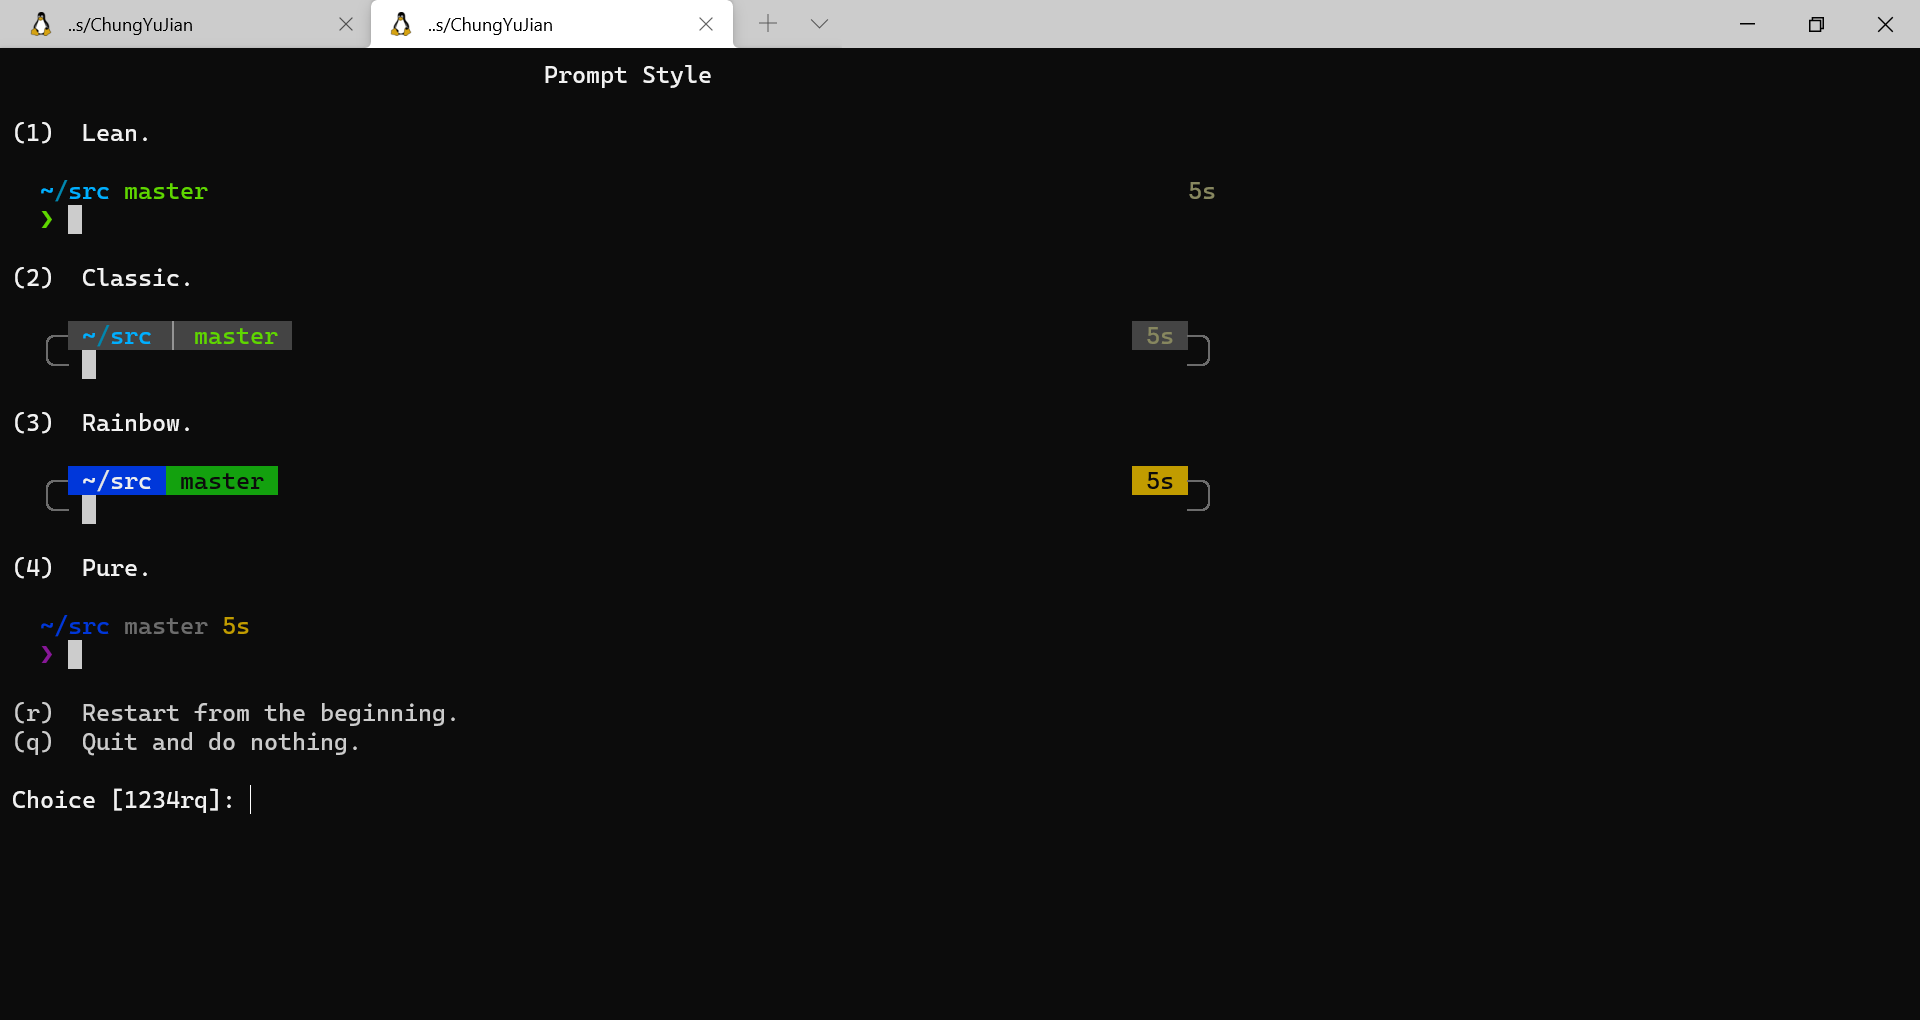 ..s/ChungYuJian ..s/ChungYuJian
Prompt Style
(1) Lean.
~/src master 5s
❯
(2) Classic.
~/src │ master 5s
(3) Rainbow.
~/src master 5s
(4) Pure.
~/src master 5s
❯
(r) Restart from the beginning.
(q) Quit and do nothing.
Choice [1234rq]: